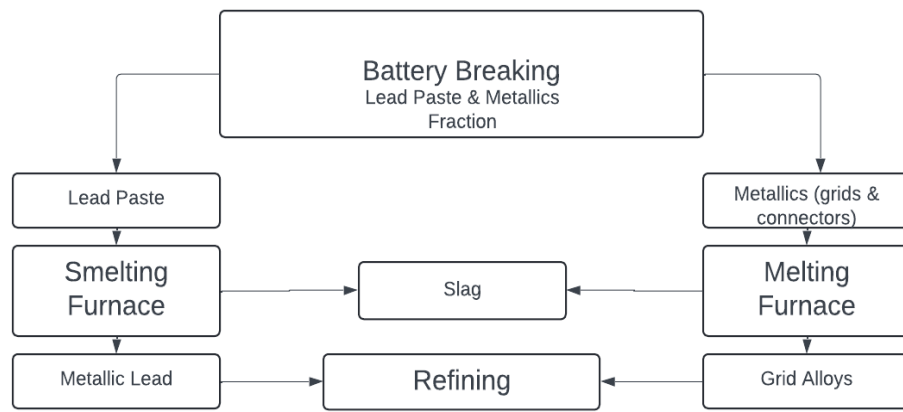 Battery Breaking
Lead Paste & Metallics
Fraction
Lead Paste
Metallics (grids &
connectors)
Smelting
Furnace
Slag
Melting
Furnace
Metallic Lead
Refining
Grid Alloys